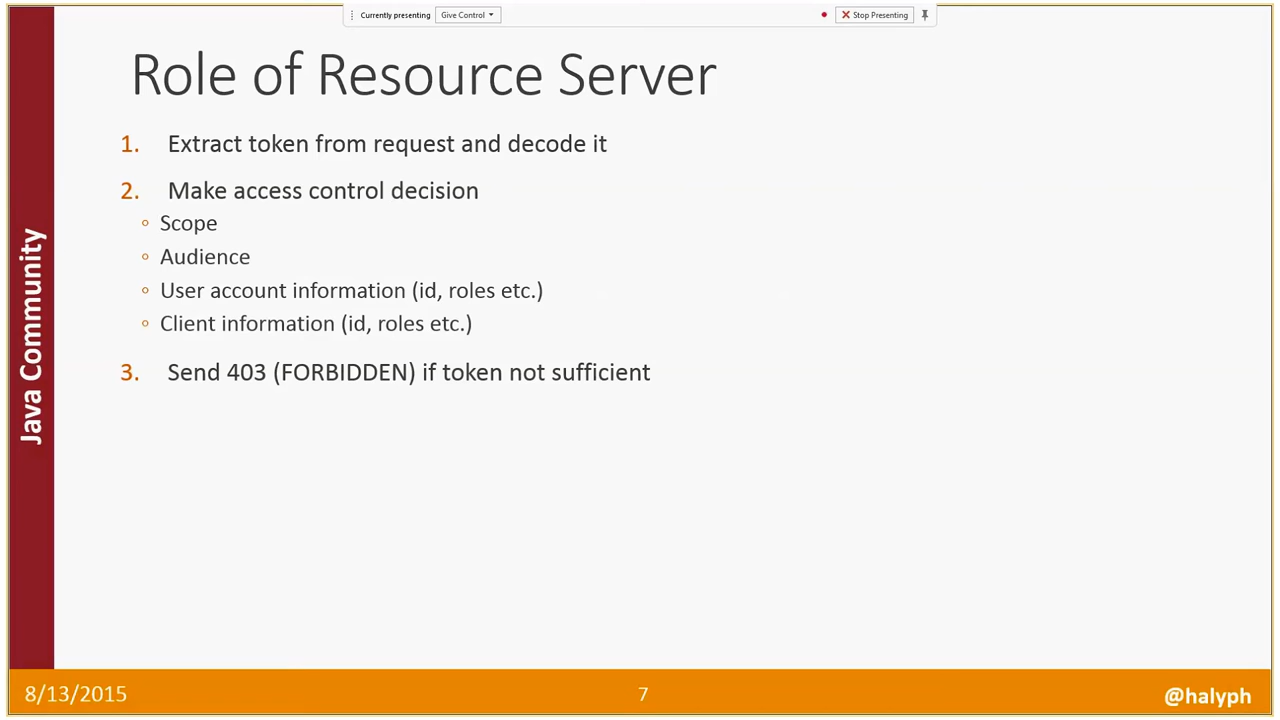 Currently presenting Give Control
Stop Presenting
Role of Resource Server
1. Extract token from request and decode it
2. Make access control decision
◦ Scope
◦ Audience
◦ User account information (id, roles etc.)
◦ Client information (id, roles etc.)
3. Send 403 (FORBIDDEN) if token not sufficient
Java Community
8/13/2015
7
@halyph